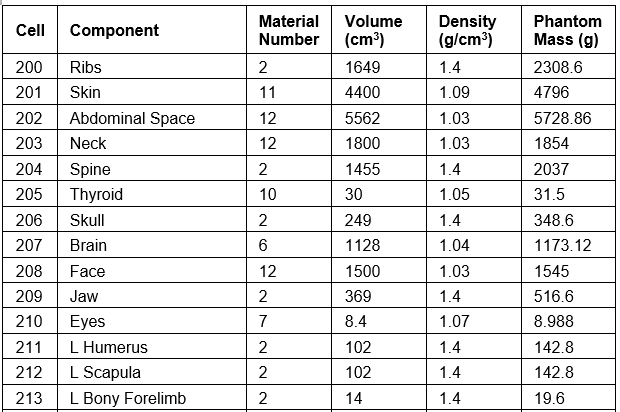 Cell Component Material Number Volume (cm³) Density (g/cm³) Phantom Mass (g)
200 Ribs 2 1649 1.4 2308.6
201 Skin 11 4400 1.09 4796
202 Abdominal Space 12 5562 1.03 5728.86
203 Neck 12 1800 1.03 1854
204 Spine 2 1455 1.4 2037
205 Thyroid 10 30 1.05 31.5
206 Skull 2 249 1.4 348.6
207 Brain 6 1128 1.04 1173.12
208 Face 12 1500 1.03 1545
209 Jaw 2 369 1.4 516.6
210 Eyes 7 8.4 1.07 8.988
211 L Humerus 2 102 1.4 142.8
212 L Scapula 2 102 1.4 142.8
213 L Bony Forelimb 2 14 1.4 19.6